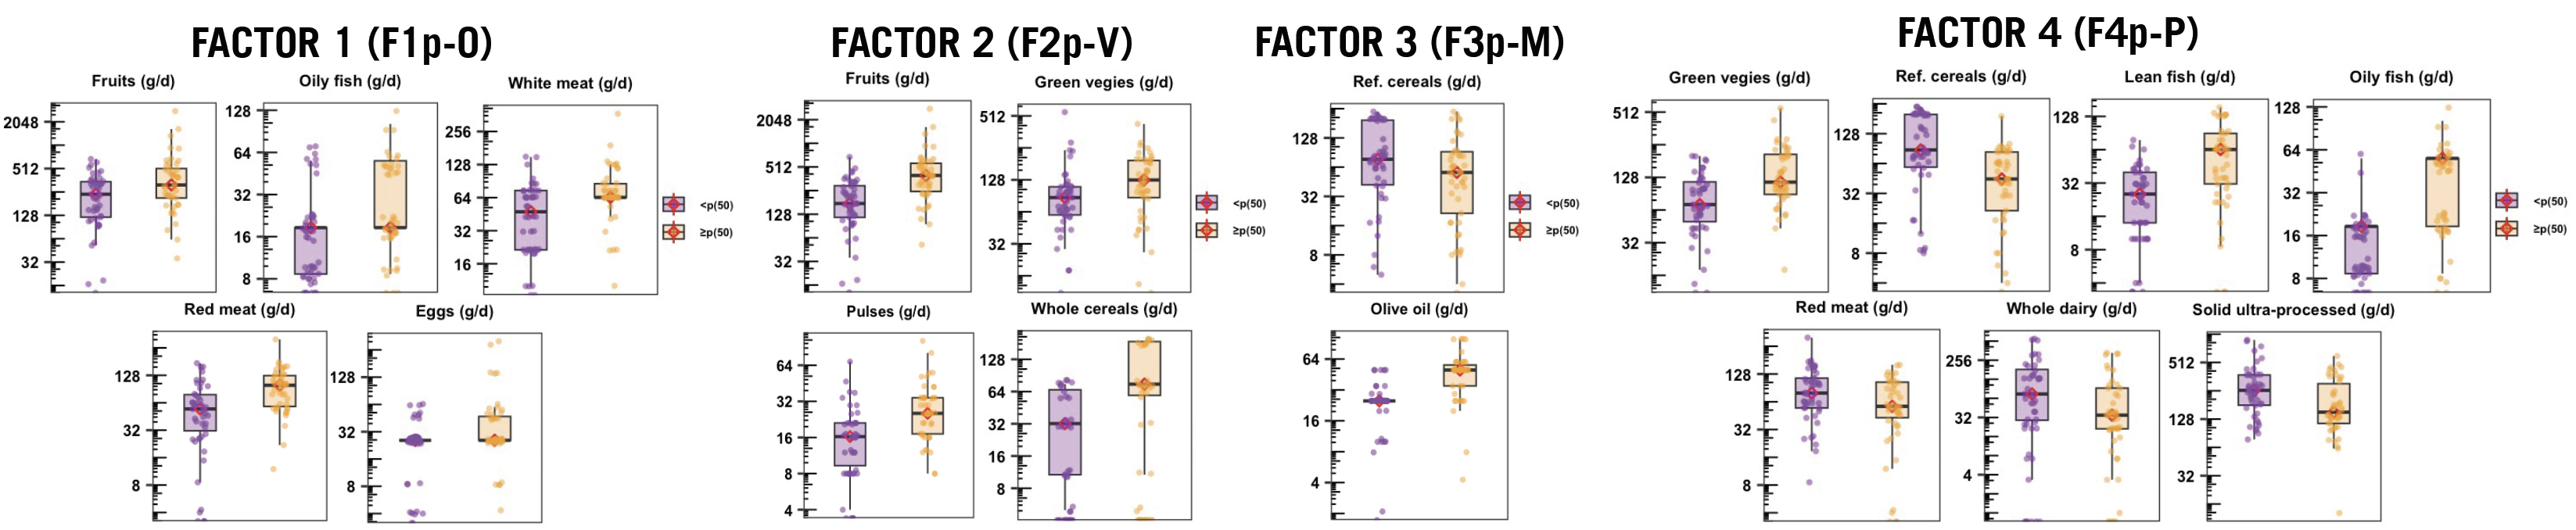 FACTOR 1 (F1p-O)
FACTOR 2 (F2p-V)
FACTOR 3 (F3p-M)
FACTOR 4 (F4p-P)
Fruits (g/d)
2048
512
128
32
Oily fish (g/d)
128
64
32
16
8
White meat (g/d)
256
128
64
32
16
<p(50)
≥p(50)
Red meat (g/d)
128
32
8
Eggs (g/d)
128
32
8
Fruits (g/d)
2048
512
128
32
Green vegies (g/d)
512
128
32
<p(50)
≥p(50)
Pulses (g/d)
64
32
16
8
4
Whole cereals (g/d)
128
64
32
16
8
Ref. cereals (g/d)
128
32
8
<p(50)
≥p(50)
Olive oil (g/d)
64
16
4
Green vegies (g/d)
512
128
32
Ref. cereals (g/d)
128
32
8
Lean fish (g/d)
128
32
8
Oily fish (g/d)
128
64
32
16
8
<p(50)
≥p(50)
Red meat (g/d)
128
32
8
Whole dairy (g/d)
256
32
4
Solid ultra-processed (g/d)
512
128
32